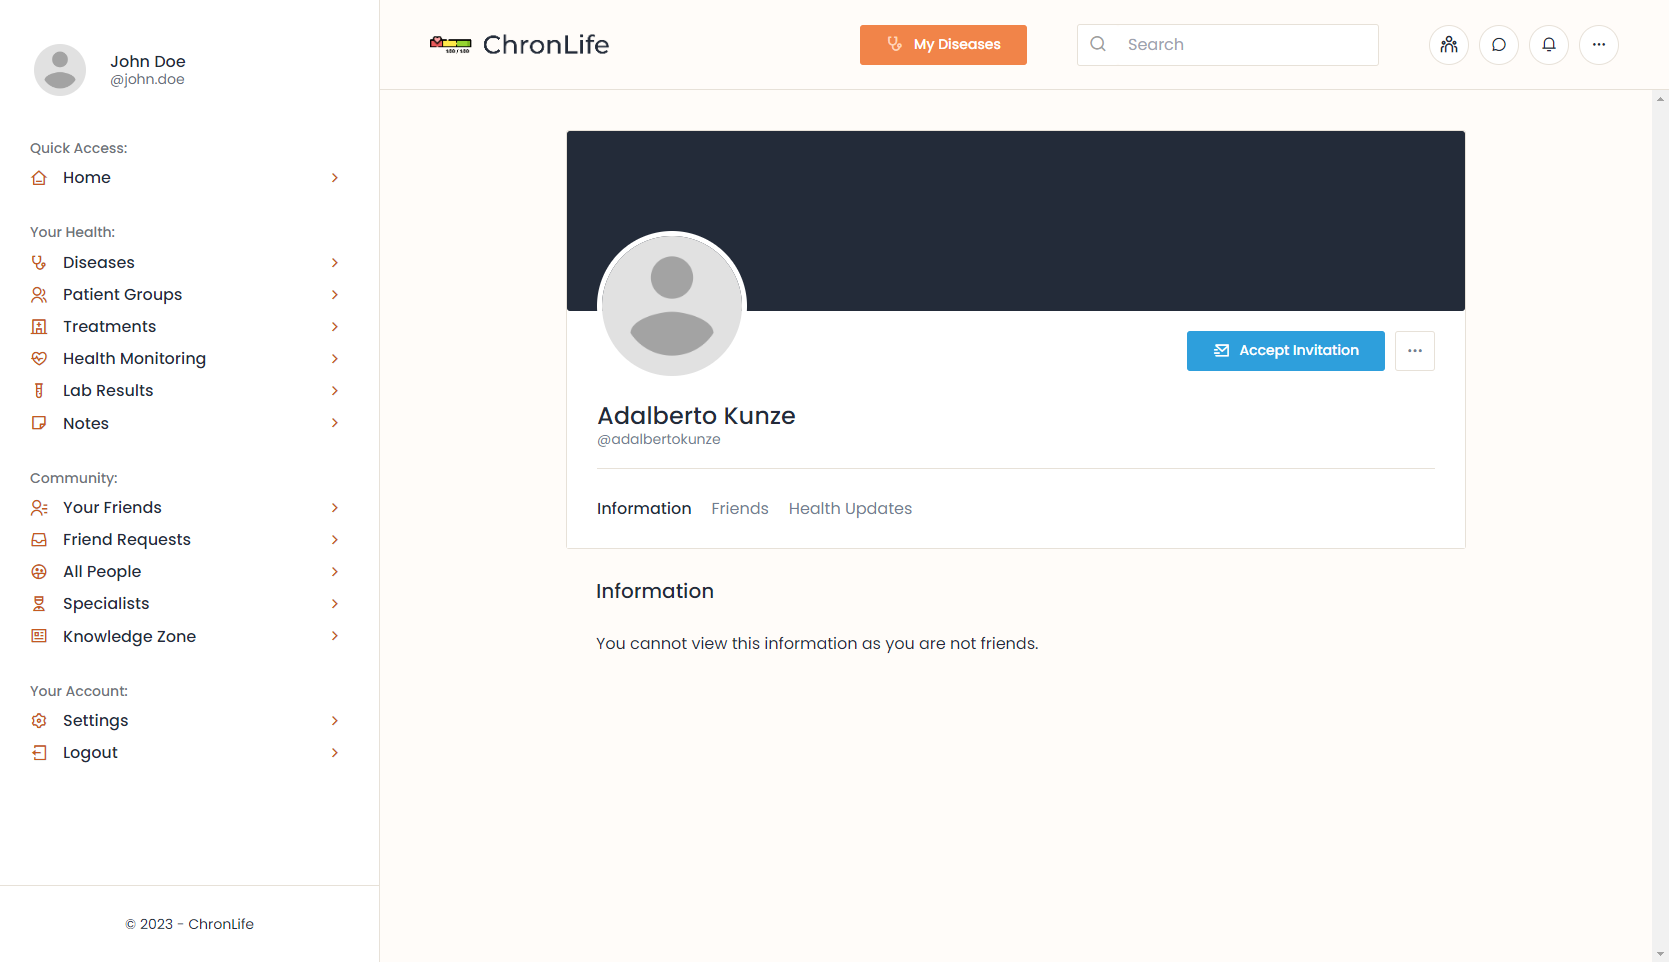 John Doe
@john.doe
Quick Access:
Home
Your Health:
Diseases
Patient Groups
Treatments
Health Monitoring
Lab Results
Notes
Community:
Your Friends
Friend Requests
All People
Specialists
Knowledge Zone
Your Account:
Settings
Logout
© 2023 - ChronLife
ChronLife
My Diseases
Search
Accept Invitation
Adalberto Kunze
@adalbertokunze
Information Friends Health Updates
Information
You cannot view this information as you are not friends.